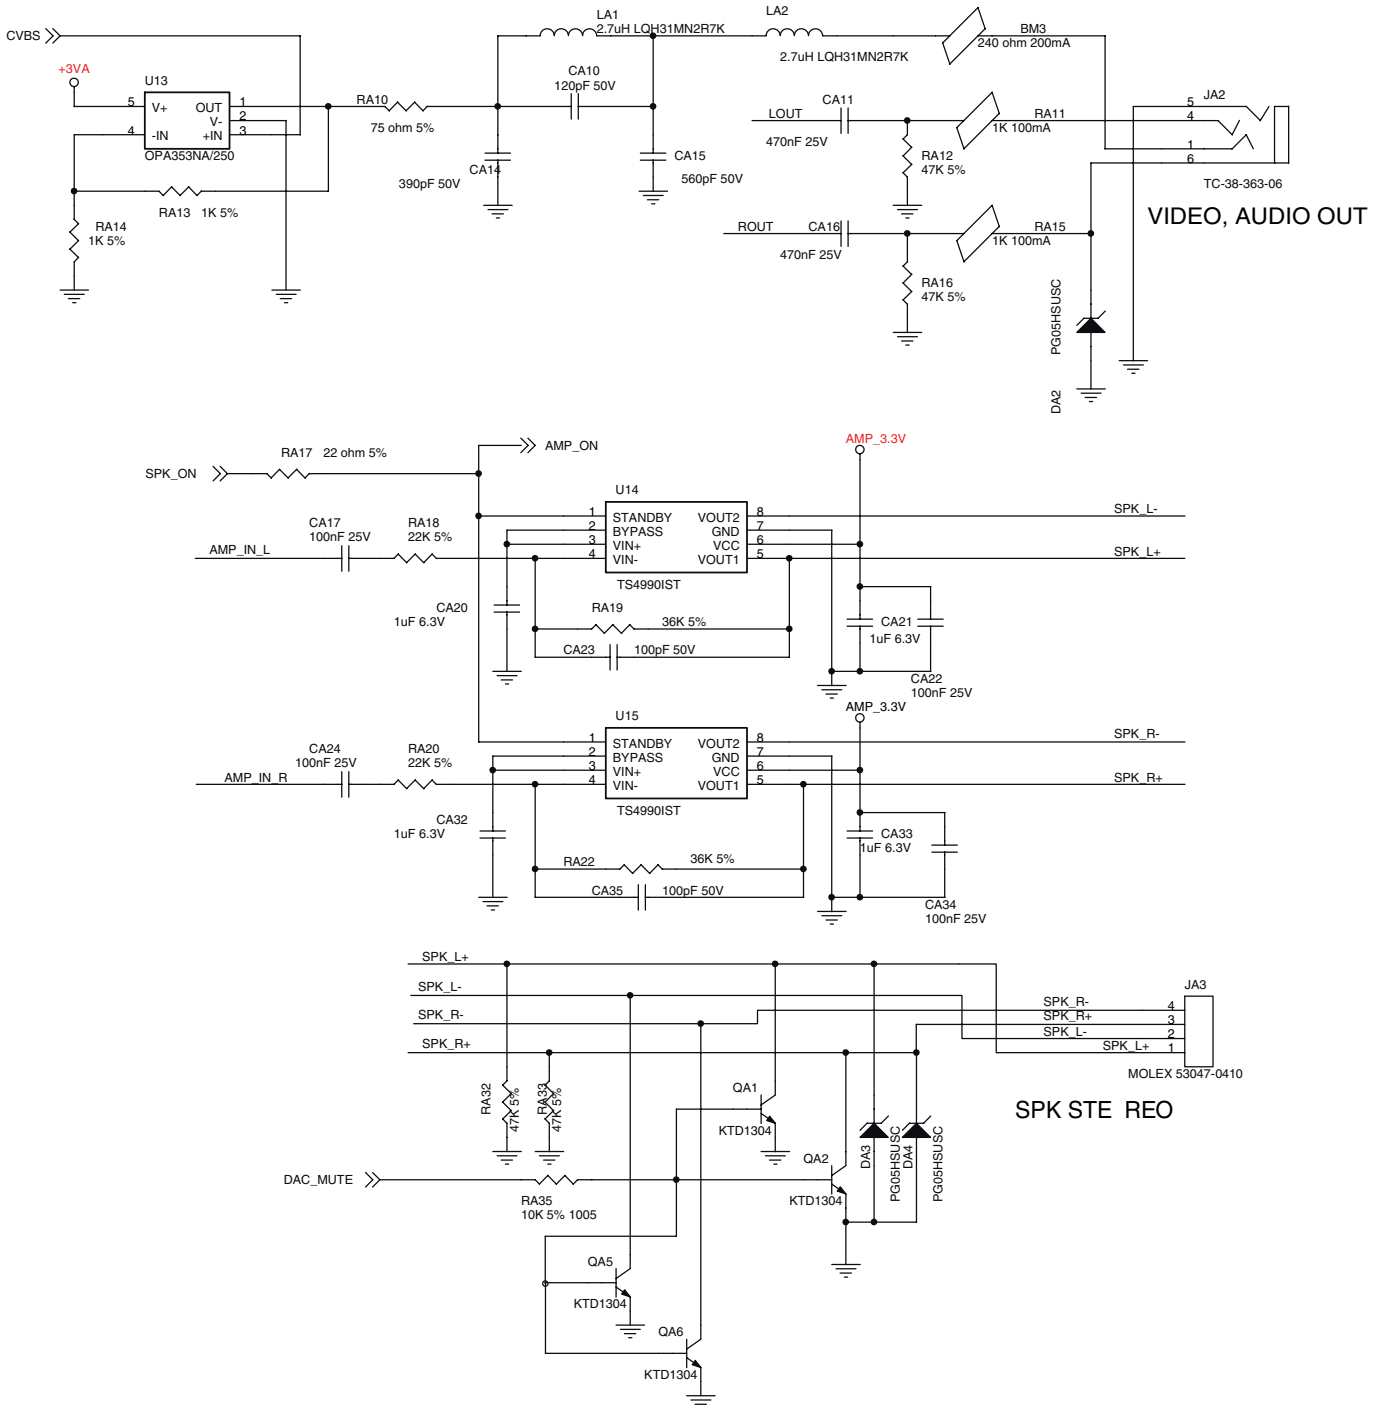 CVBS
+3VA
U13
5 V+ OUT 1
V- 2
4 -IN +IN 3
OPA353NA/250
RA13 1K 5%
RA14
1K 5%
RA10
75 ohm 5%
LA1
2.7uH LQH31MN2R7K
CA10
120pF 50V
CA14
390pF 50V
CA15
560pF 50V
LA2
2.7uH LQH31MN2R7K
BM3
240 ohm 200mA
LOUT
CA11
470nF 25V
RA12
47K 5%
RA11
1K 100mA
ROUT
CA16
470nF 25V
RA16
47K 5%
RA15
1K 100mA
JA2
5
4
1
6
TC-38-363-06
VIDEO, AUDIO OUT
PG05HSUSC
DA2
SPK_ON
RA17 22 ohm 5%
AMP_ON
AMP_3.3V
U14
1 STANDBY VOUT2 8
2 BYPASS GND 7
3 VIN+ VCC 6
4 VIN- VOUT1 5
TS4990IST
AMP_IN_L
CA17
100nF 25V
RA18
22K 5%
CA20
1uF 6.3V
RA19
36K 5%
CA23 100pF 50V
SPK_L-
SPK_L+
CA21
1uF 6.3V
CA22
100nF 25V
AMP_3.3V
U15
1 STANDBY VOUT2 8
2 BYPASS GND 7
3 VIN+ VCC 6
4 VIN- VOUT1 5
TS4990IST
AMP_IN_R
CA24
100nF 25V
RA20
22K 5%
CA32
1uF 6.3V
RA22 36K 5%
CA35 100pF 50V
SPK_R-
SPK_R+
CA33
1uF 6.3V
CA34
100nF 25V
SPK_L+
SPK_L-
SPK_R-
SPK_R+
JA3
SPK_R- 4
SPK_R+ 3
SPK_L- 2
SPK_L+ 1
MOLEX 53047-0410
SPK STE REO
RA32
47K 5%
RA33
47K 5%
QA1
KTD1304
QA2
KTD1304
DA3
PG05HSUSC
DA4
PG05HSUSC
DAC_MUTE
RA35
10K 5% 1005
QA5
KTD1304
QA6
KTD1304